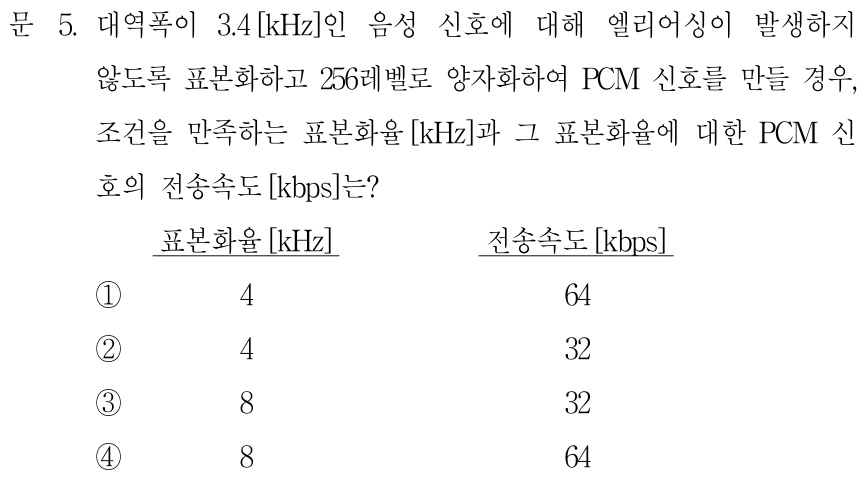 문 5. 대역폭이 3.4[kHz]인 음성 신호에 대해 엘리어싱이 발생하지
않도록 표본화하고 256레벨로 양자화하여 PCM 신호를 만들 경우,
조건을 만족하는 표본화율[kHz]과 그 표본화율에 대한 PCM 신
호의 전송속도[kbps]는?
표본화율[kHz] 전송속도[kbps]
① 4 64
② 4 32
③ 8 32
④ 8 64